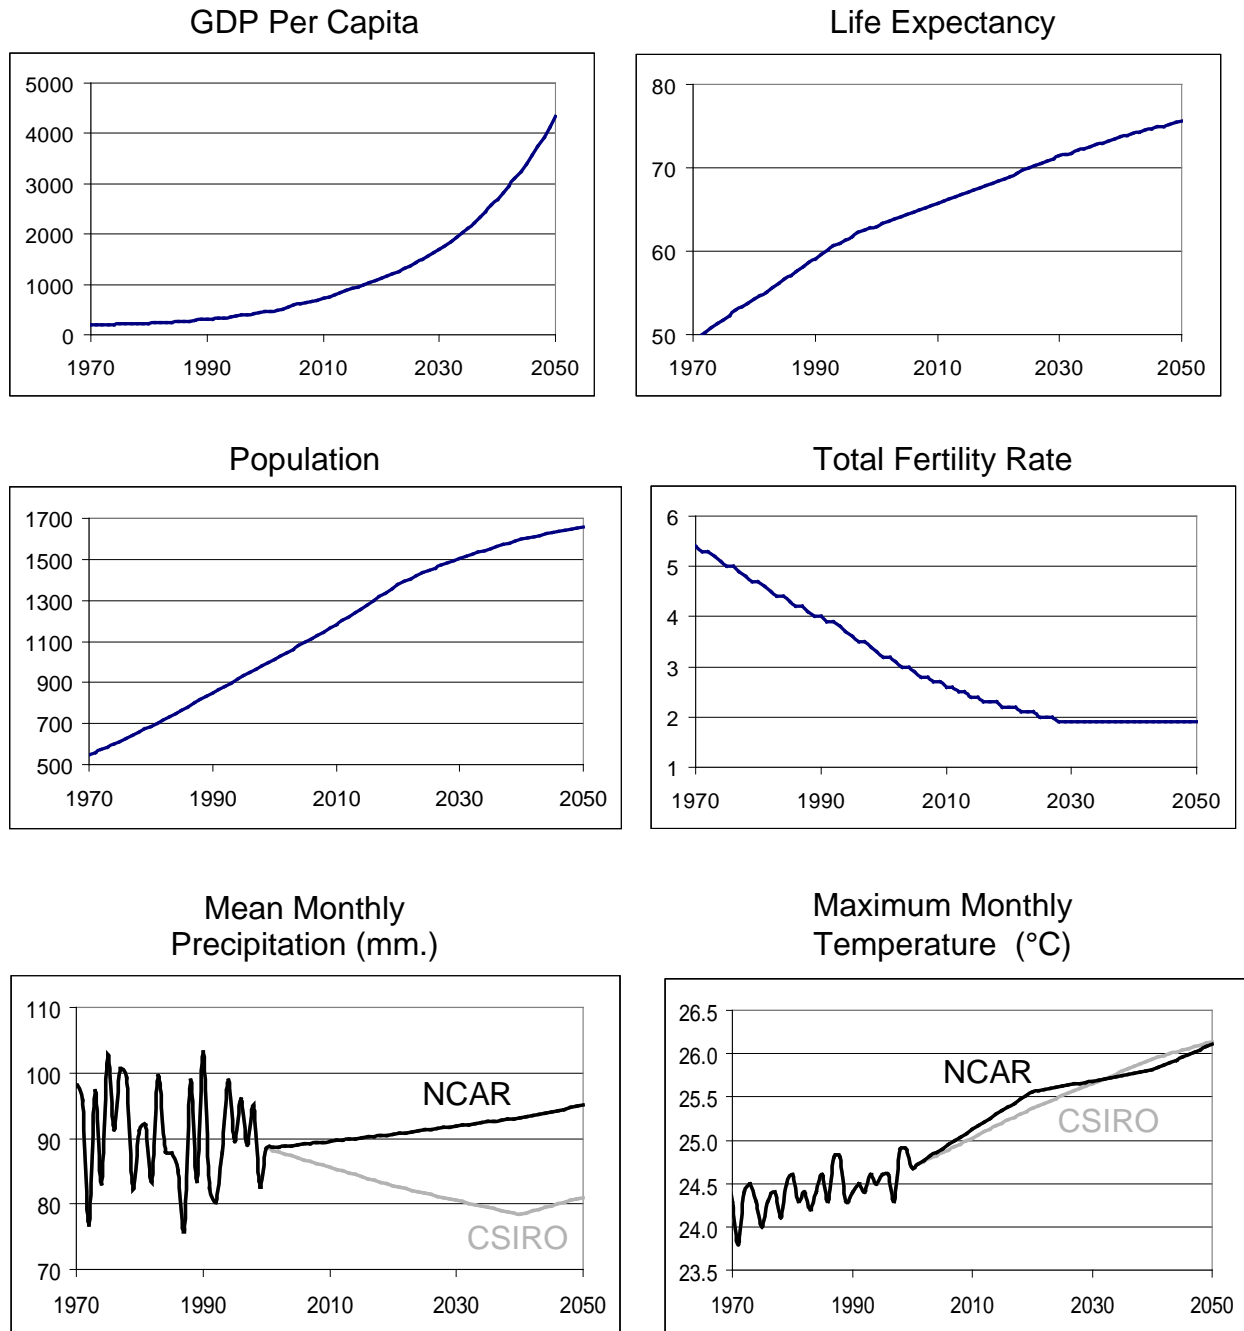 GDP Per Capita
5000
4000
3000
2000
1000
0
1970 1990 2010 2030 2050
Life Expectancy
80
70
60
50
1970 1990 2010 2030 2050
Population
1700
1500
1300
1100
900
700
500
1970 1990 2010 2030 2050
Total Fertility Rate
6
5
4
3
2
1
1970 1990 2010 2030 2050
Mean Monthly
Precipitation (mm.)
110
100
90
80
70
NCAR
CSIRO
1970 1990 2010 2030 2050
Maximum Monthly
Temperature (°C)
26.5
26.0
25.5
25.0
24.5
24.0
23.5
NCAR
CSIRO
1970 1990 2010 2030 2050